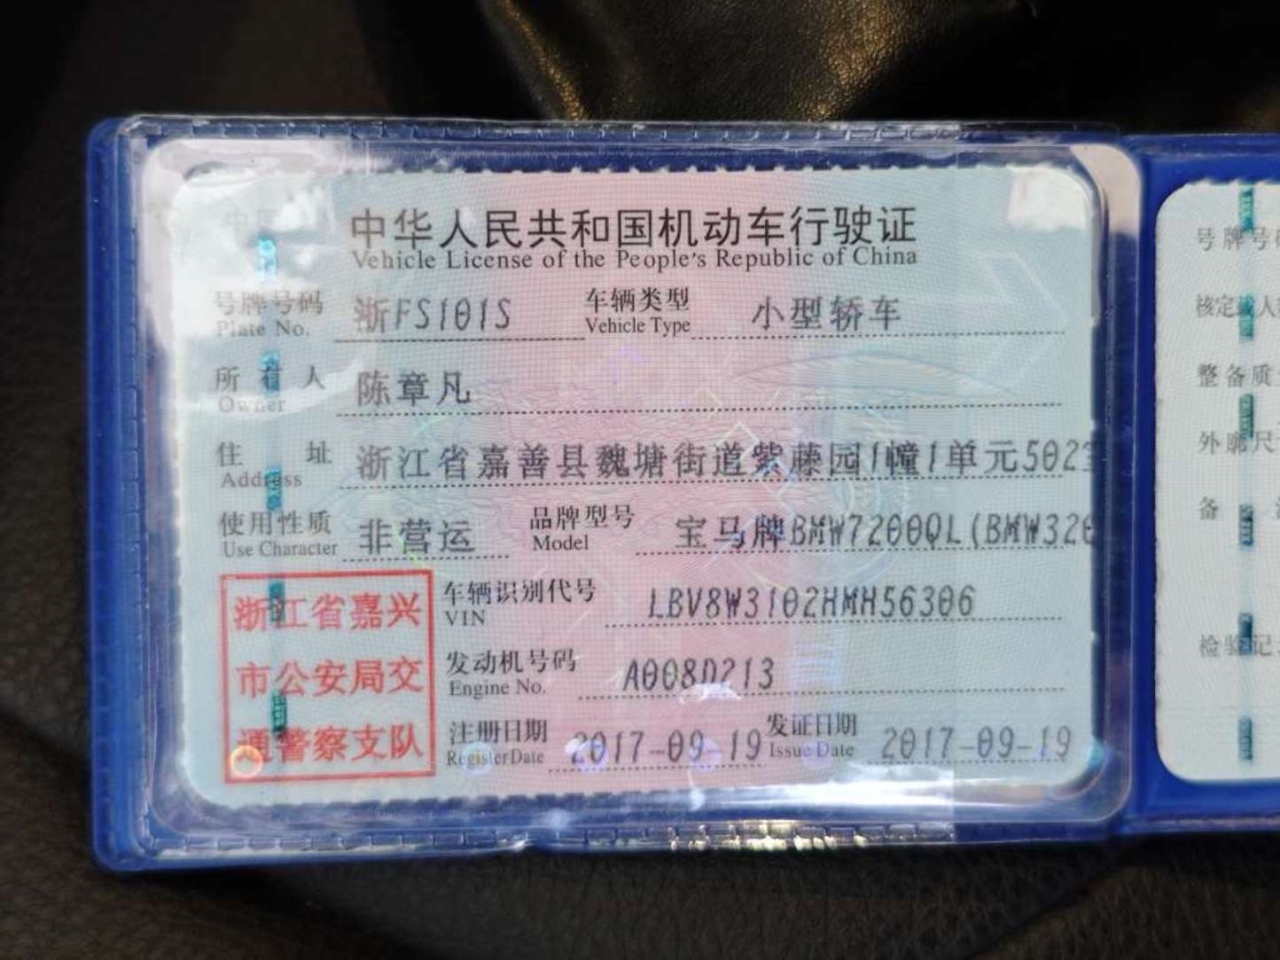 中华人民共和国机动车行驶证
Vehicle License of the People's Republic of China
号牌号码 浙FS101S 车辆类型 小型轿车
Plate No. Vehicle Type
所有人 陈章凡
Owner
住址 浙江省嘉善县魏塘街道紫藤园1幢1单元502
Address
使用性质 非营运 品牌型号 宝马牌BMW7200QL(BMW320
Use Character Model
车辆识别代号 LBV8W3102HMH56306
VIN
发动机号码 A008D213
Engine No.
注册日期 2017-09-19 发证日期 2017-09-19
Register Date Issue Date
浙江省嘉兴
市公安局交
通警察支队
号牌号
核定载人
整备质
外廓尺
备
检验记